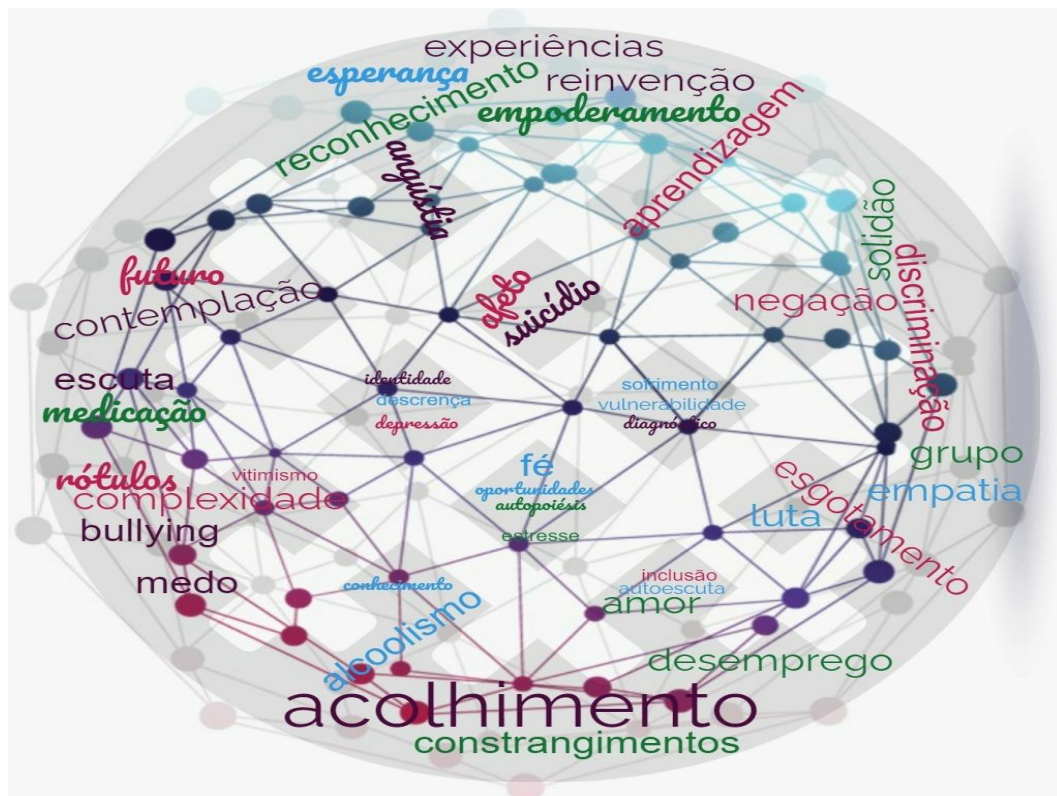 experiências
esperança
reinvenção
reconhecimento
empoderamento
aprendizagem
angústia
solidão
futuro
discriminação
contemplação
afeto
suicídio
negação
escuta
identidade
sofrimento
descrença
vulnerabilidade
medicação
depressão
diagnóstico
grupo
fé
rótulos
vitimismo
esgotamento
empatia
oportunidades
complexidade
autopoiésis
luta
bullying
estresse
medo
conhecimento
inclusão
autoescuta
amor
alcoolismo
desemprego
acolhimento
constrangimentos